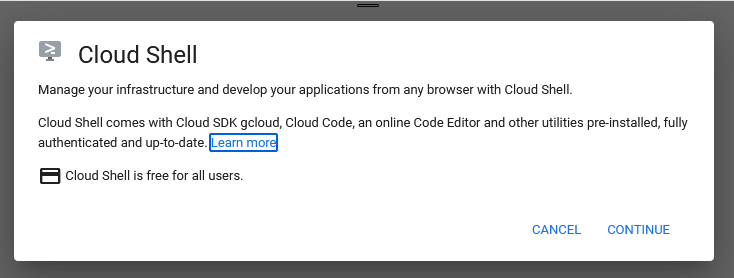 Cloud Shell
Manage your infrastructure and develop your applications from any browser with Cloud Shell.
Cloud Shell comes with Cloud SDK gcloud, Cloud Code, an online Code Editor and other utilities pre-installed, fully
authenticated and up-to-date. Learn more
Cloud Shell is free for all users.
CANCEL CONTINUE